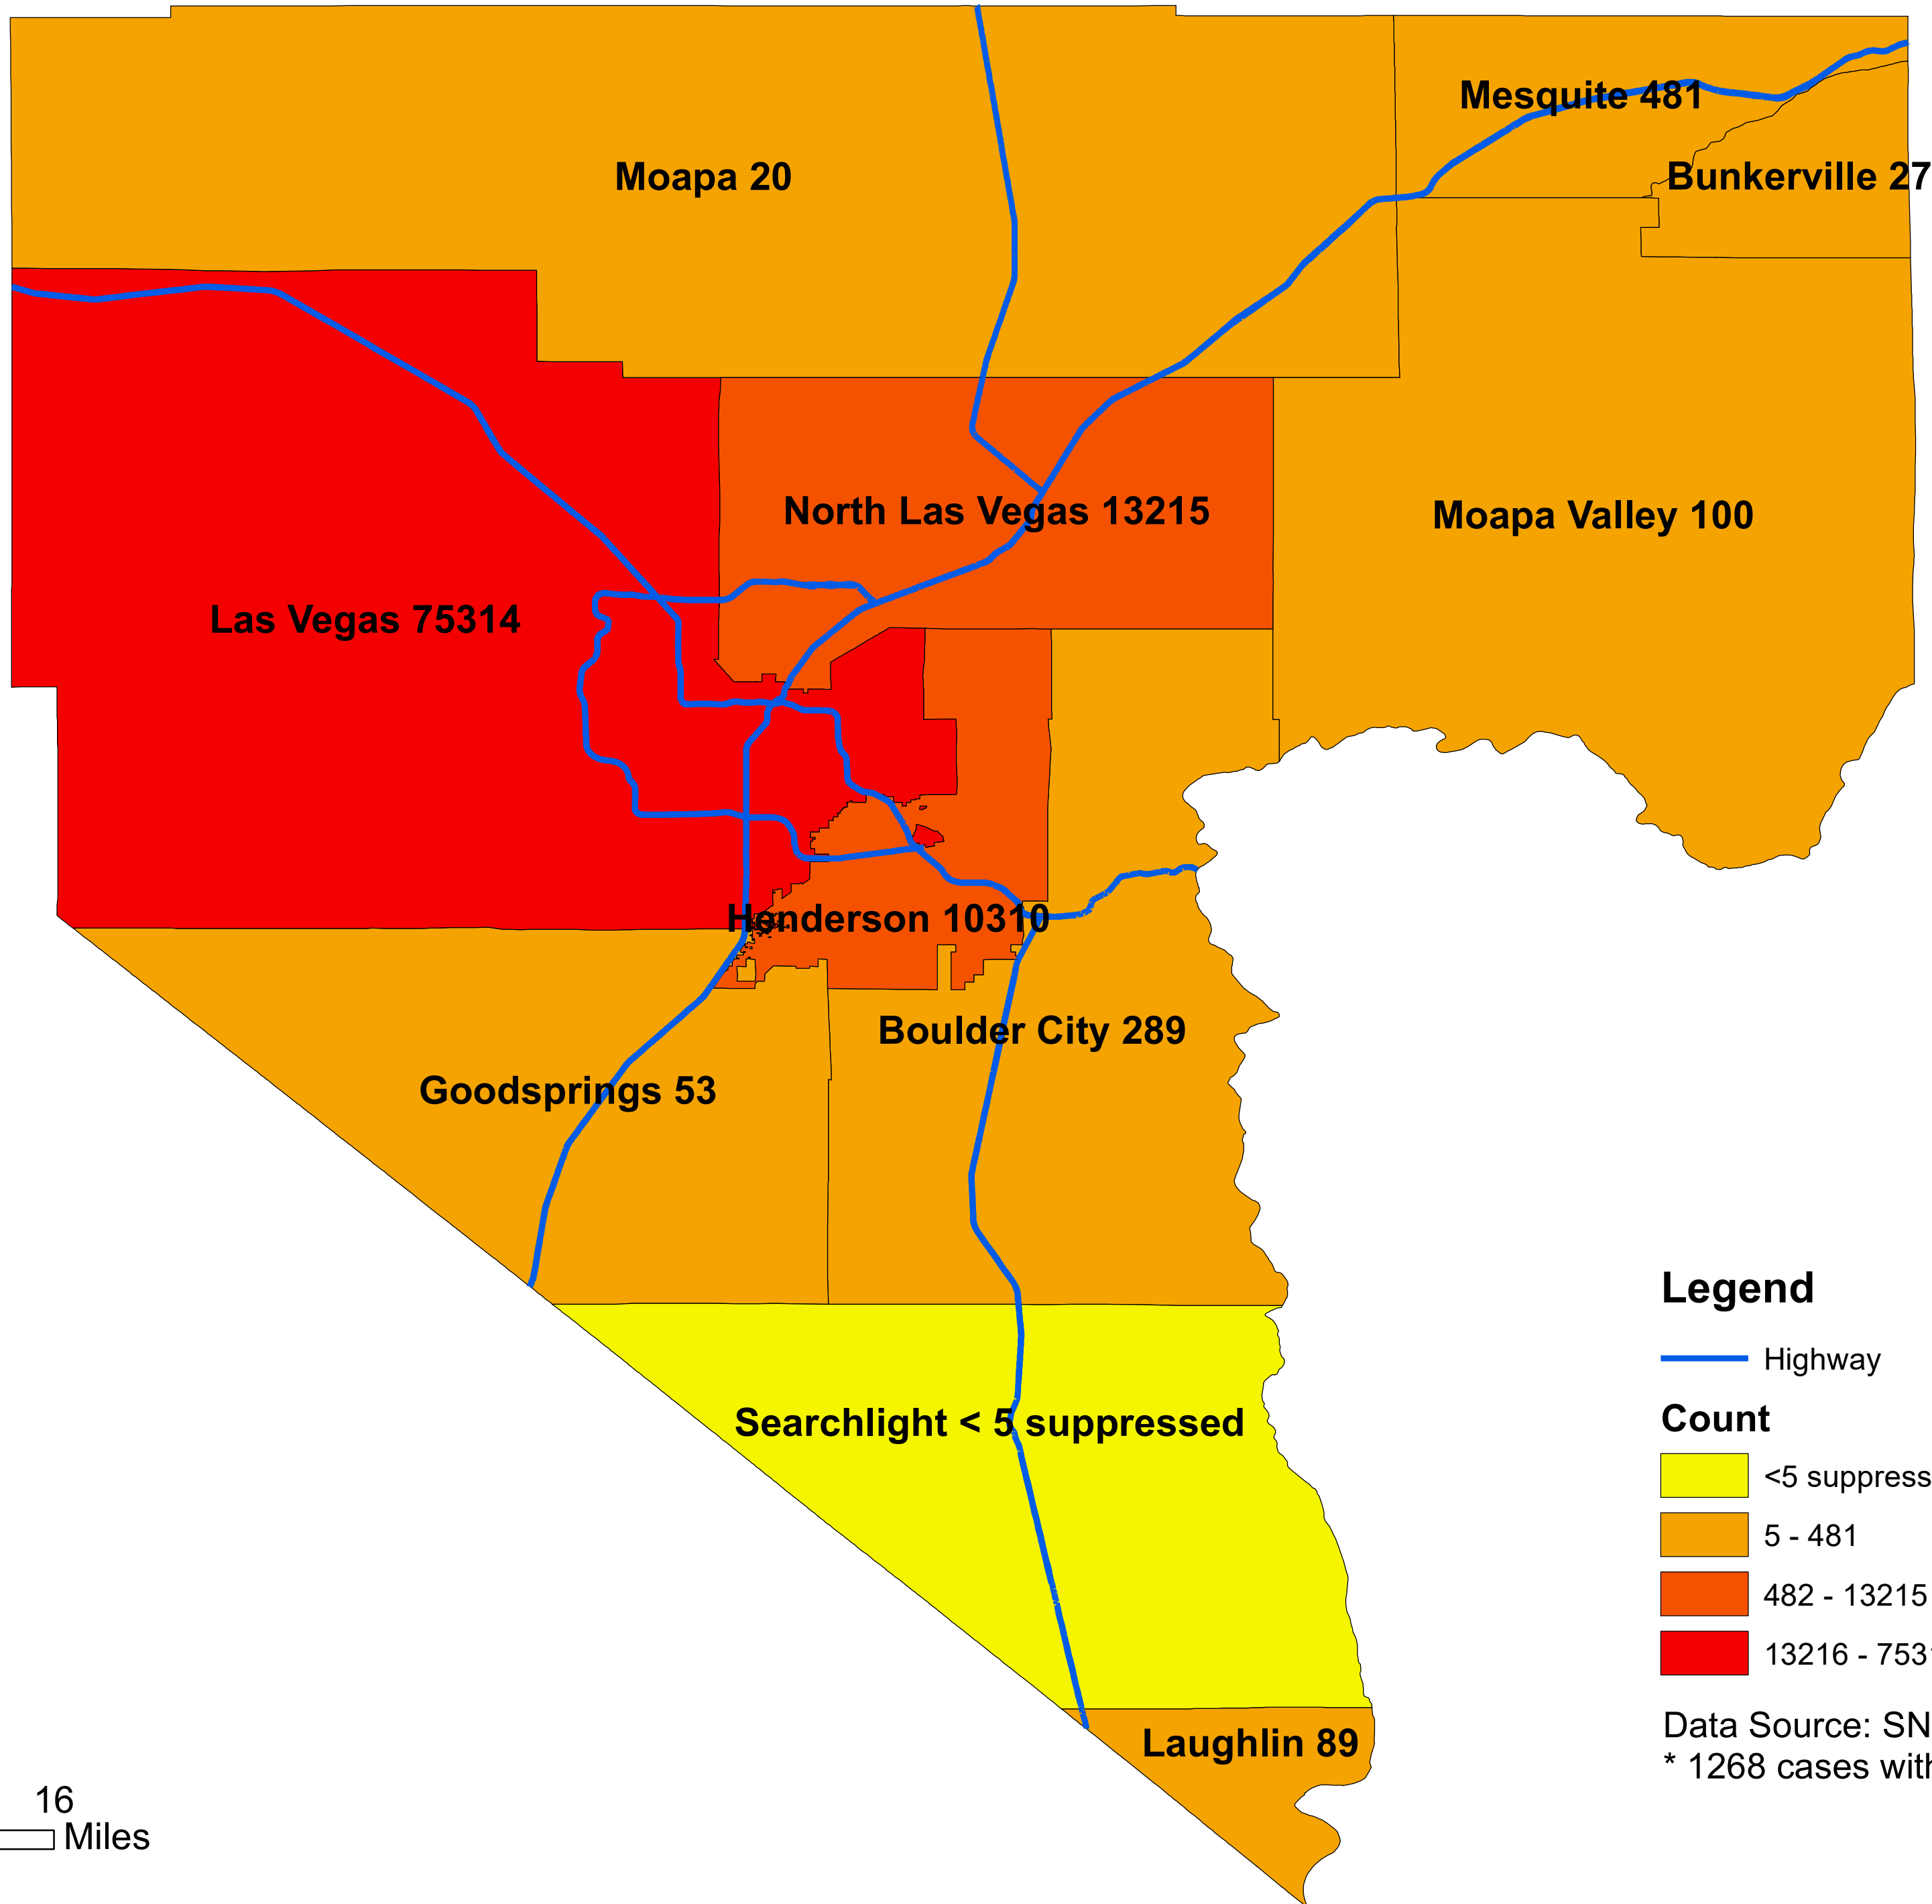 Mesquite 481
Moapa 20
Bunkerville 27
North Las Vegas 13215
Moapa Valley 100
Las Vegas 75314
Henderson 10310
Boulder City 289
Goodsprings 53
Searchlight < 5 suppressed
Laughlin 89
Legend
Highway
Count
<5 suppress
5 - 481
482 - 13215
13216 - 753
Data Source: SN
* 1268 cases with
16
Miles